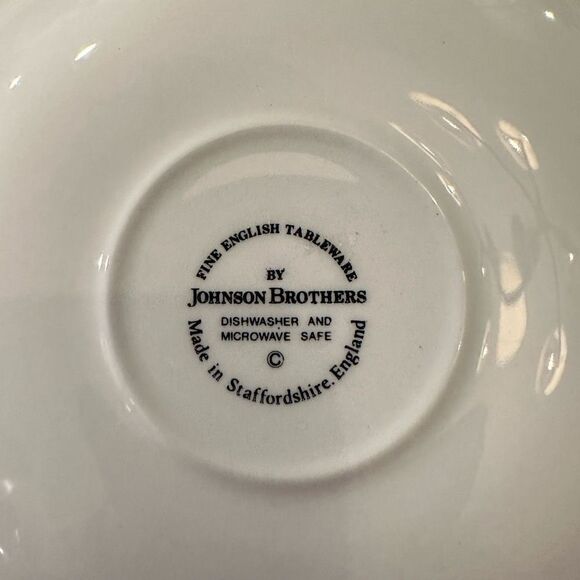 FINE ENGLISH TABLEWARE
BY
JOHNSON BROTHERS
DISHWASHER AND
MICROWAVE SAFE
©
Made in Staffordshire. England